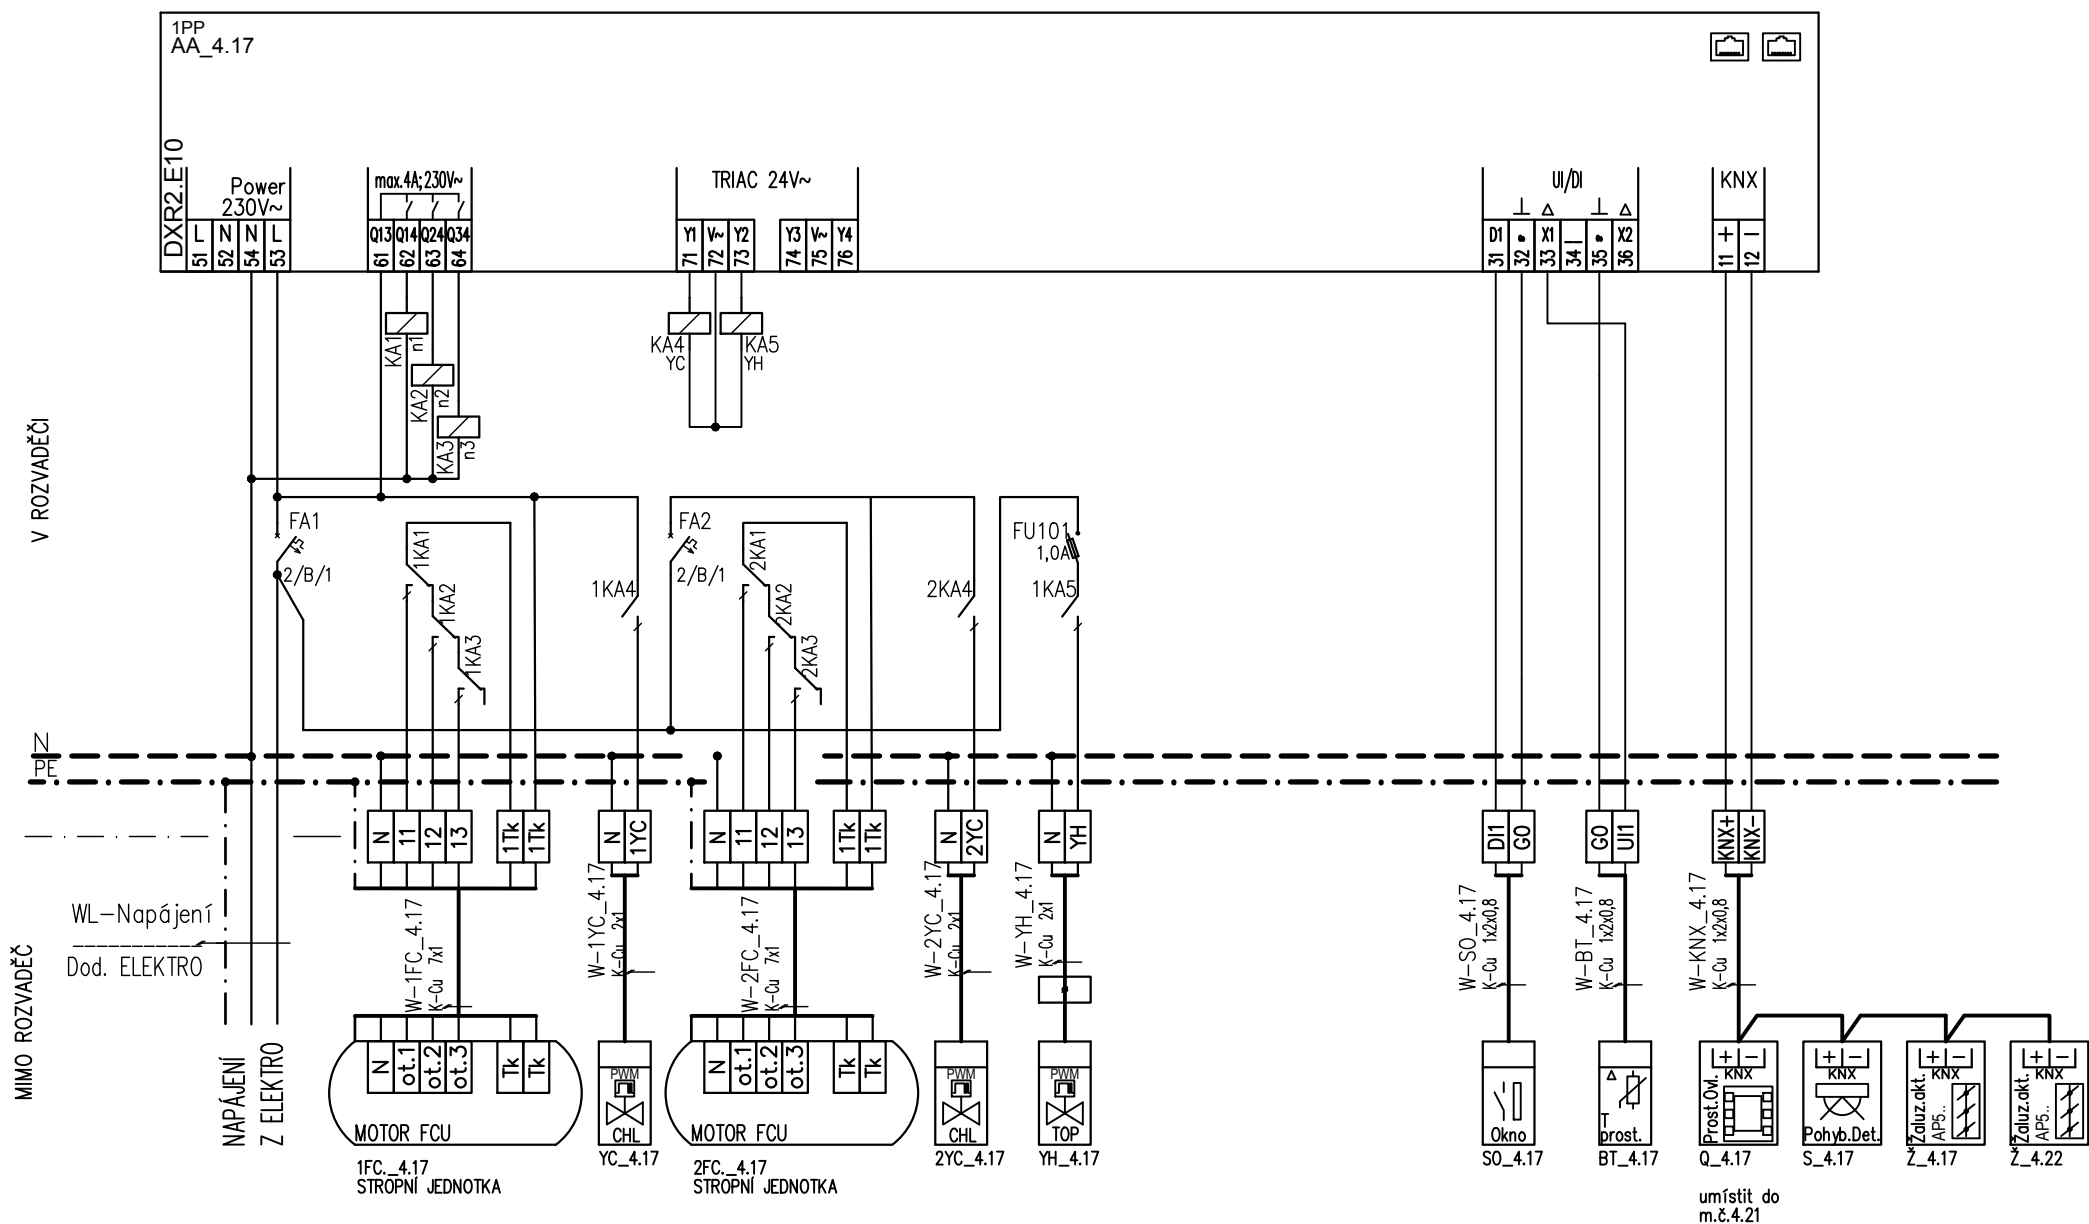 1PP
AA_4.17
DXR2.E10
Power
230V~
L
N
N
L
51
52
54
53
max.4A;230V~
Q13
Q14
Q24
Q34
61
62
63
64
TRIAC 24V~
Y1
V~
Y2
71
72
73
Y3
V~
Y4
74
75
76
UI/DI
D1
X1
X2
31
32
33
34
35
36
KNX
+
−
11
12
V ROZVADĚČI
KA1
n1
KA2
n2
KA3
n3
KA4
YC
KA5
YH
FA1
2/B/1
1KA1
1KA2
1KA3
1KA4
FA2
2/B/1
2KA1
2KA2
2KA3
2KA4
FU101
1,0A
1KA5
N
PE
N
11
12
13
1Tk
1Tk
N
1YC
N
11
12
13
1Tk
1Tk
N
2YC
N
YH
DI1
GO
GO
UI1
KNX+
KNX-
MIMO ROZVADĚČ
WL-Napájení
Dod. ELEKTRO
NAPÁJENÍ
Z ELEKTRO
W-1FC_4.17
K-Cu 7x1
W-1YC_4.17
K-Cu 2x1
W-2FC_4.17
K-Cu 7x1
W-2YC_4.17
K-Cu 2x1
W-YH_4.17
K-Cu 2x1
W-SO_4.17
K-Cu 1x2x0,8
W-BT_4.17
K-Cu 1x2x0,8
W-KNX_4.17
K-Cu 1x2x0,8
N
ot.1
ot.2
ot.3
Tk
Tk
MOTOR FCU
1FC._4.17
STROPNÍ JEDNOTKA
PWM
CHL
YC_4.17
N
ot.1
ot.2
ot.3
Tk
Tk
MOTOR FCU
2FC._4.17
STROPNÍ JEDNOTKA
PWM
CHL
2YC_4.17
PWM
TOP
YH_4.17
Okno
SO_4.17
T
prost.
BT_4.17
+ −
KNX
Prost.Ovl.
Q_4.17
umístit do
m.č.4.21
+ −
KNX
Pohyb.Det.
S_4.17
+ −
KNX
Žaluz.akt.
AP5..
Ž_4.17
+ −
KNX
Žaluz.akt.
AP5..
Ž_4.22